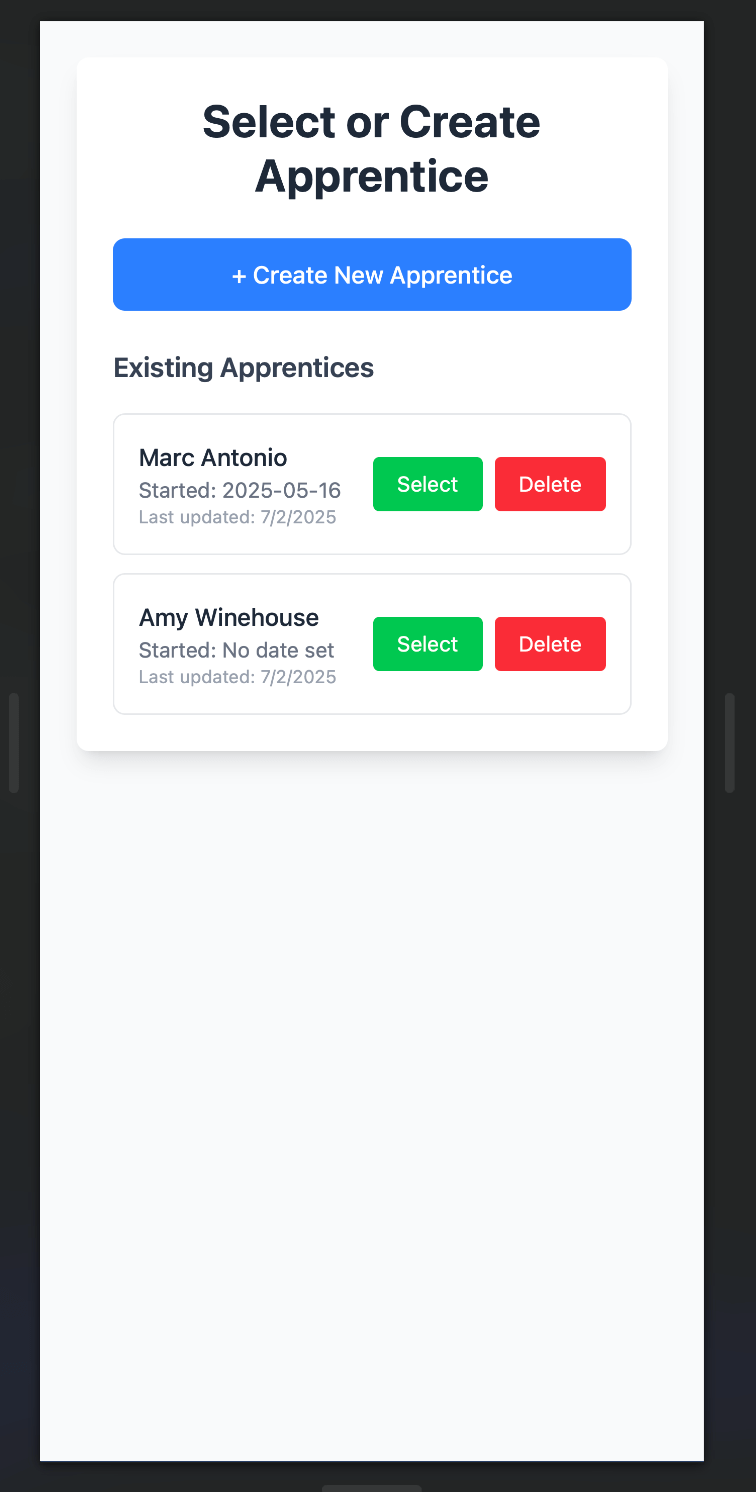 Select or Create
Apprentice
+ Create New Apprentice
Existing Apprentices
Marc Antonio
Started: 2025-05-16
Last updated: 7/2/2025
Select
Delete
Amy Winehouse
Started: No date set
Last updated: 7/2/2025
Select
Delete